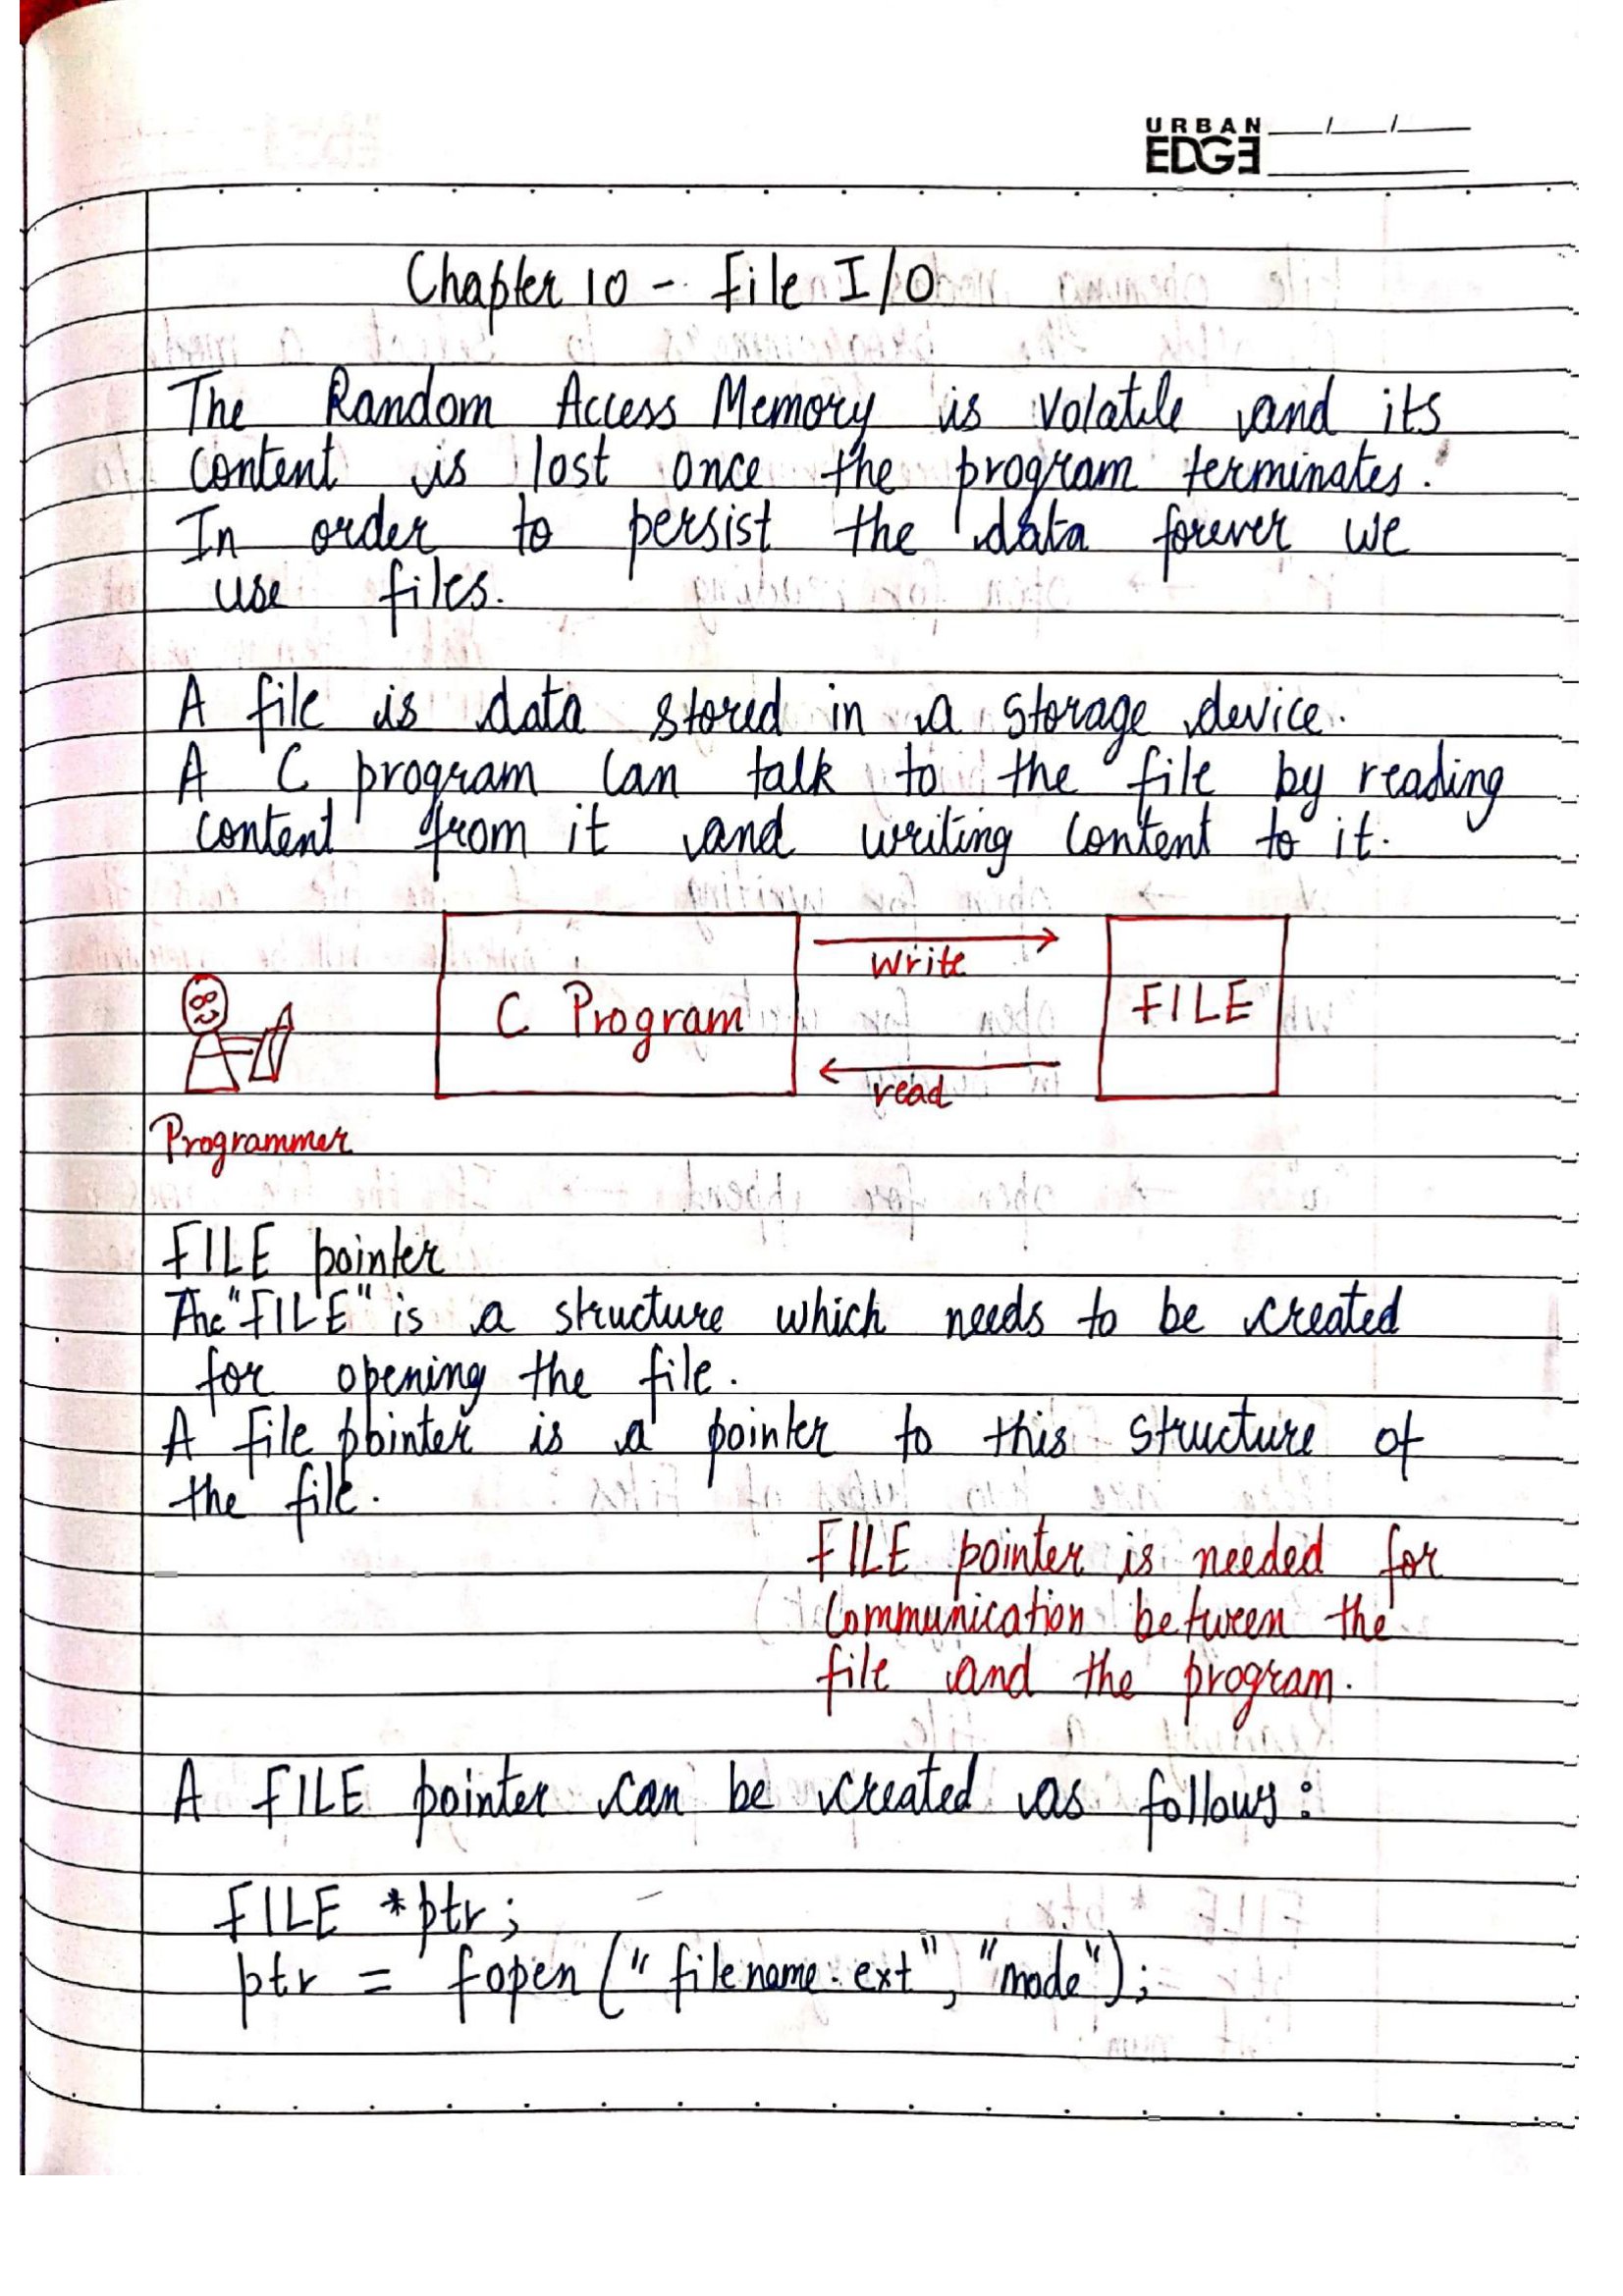 URBAN
EDGE
Chapter 10 - File I/O
The Random Access Memory is volatile and its
content is lost once the program terminates.
In order to persist the data forever we
use files.
A file is data stored in a storage device.
A C program can talk to the file by reading
content from it and writing content to it.
C Program
write
read
FILE
Programmer
FILE pointer
The "FILE" is a structure which needs to be created
for opening the file.
A file pointer is a pointer to this structure of
the file.
FILE pointer is needed for
communication between the
file and the program.
A FILE pointer can be created as follows:
FILE *ptr;
ptr = fopen("filename.ext", "mode");